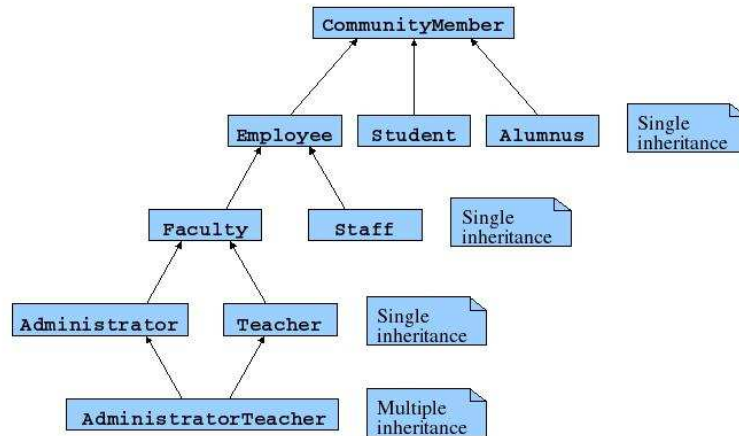 CommunityMember
Employee
Student
Alumnus
Single
inheritance
Faculty
Staff
Single
inheritance
Administrator
Teacher
Single
inheritance
AdministratorTeacher
Multiple
inheritance